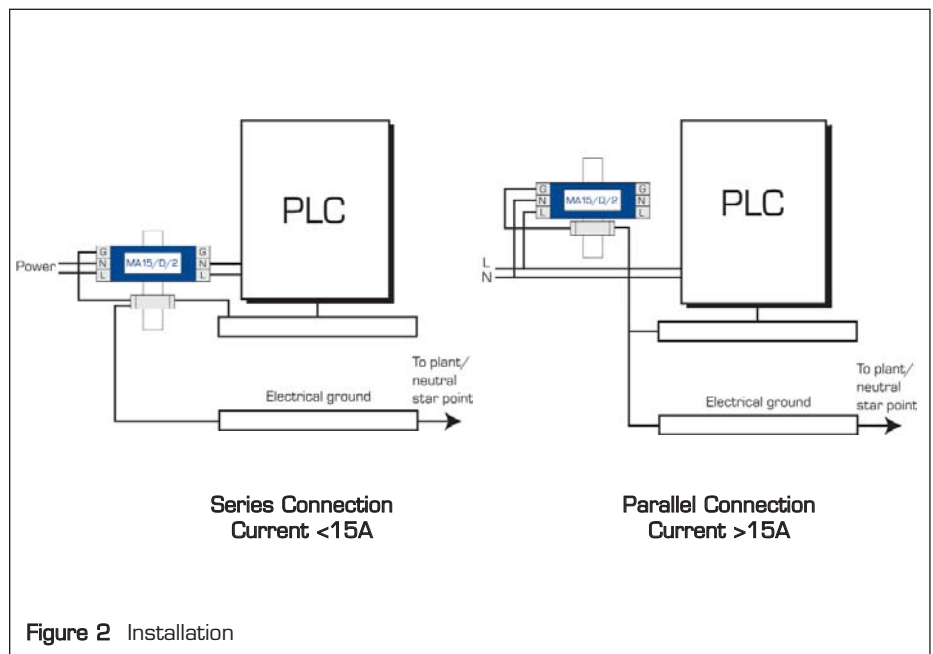 PLC
G
N
L
MA15/D/2
G
N
L
Power
Electrical ground
To plant/
neutral
star point
Series Connection
Current <15A
PLC
G
N
L
MA15/D/2
G
N
L
L
N
Electrical ground
To plant/
neutral
star point
Parallel Connection
Current >15A
Figure 2 Installation